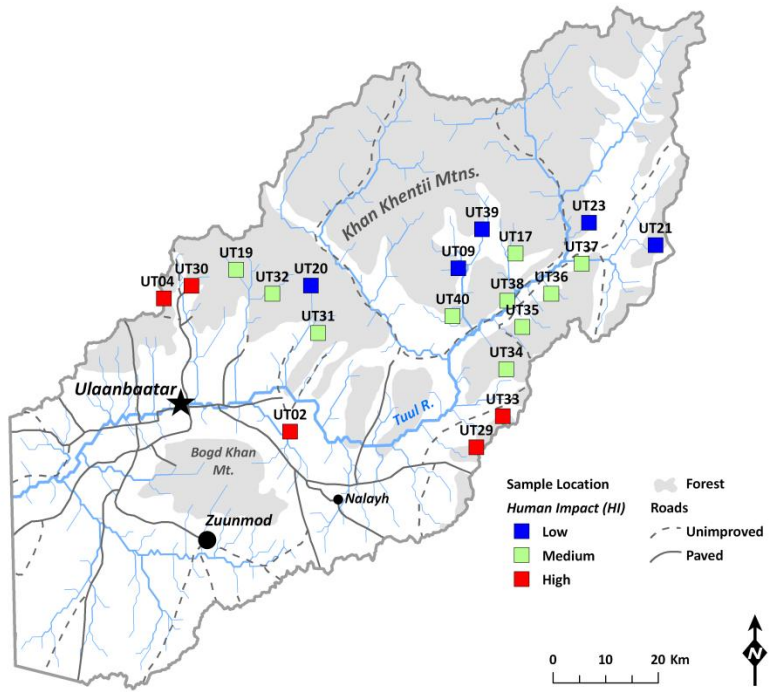 Khan Khentii Mtns.
UT23
UT39
UT21
UT17
UT09
UT37
UT19
UT30
UT04
UT32
UT20
UT36
UT38
UT40
UT35
UT31
UT34
Ulaanbaatar
Tuul R.
UT33
UT02
UT29
Bogd Khan
Mt.
Nalayh
Zuunmod
Sample Location
Human Impact (HI)
Low
Medium
High
Forest
Roads
Unimproved
Paved
0 10 20 Km
N